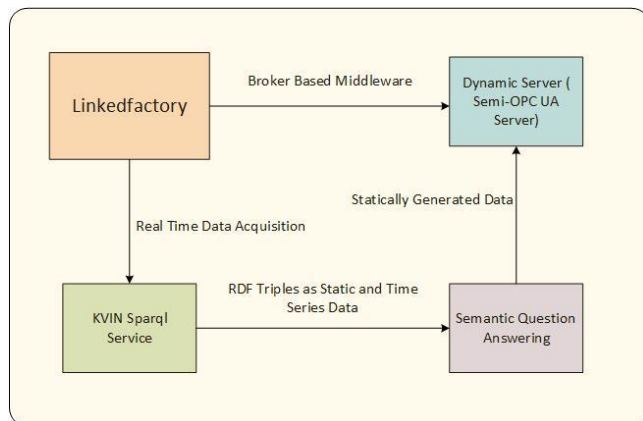 Linkedfactory
Broker Based Middleware
Dynamic Server (
Semi-OPC UA
Server)
Real Time Data Acquisition
Statically Generated Data
KVIN Sparql
Service
RDF Triples as Static and Time
Series Data
Semantic Question
Answering